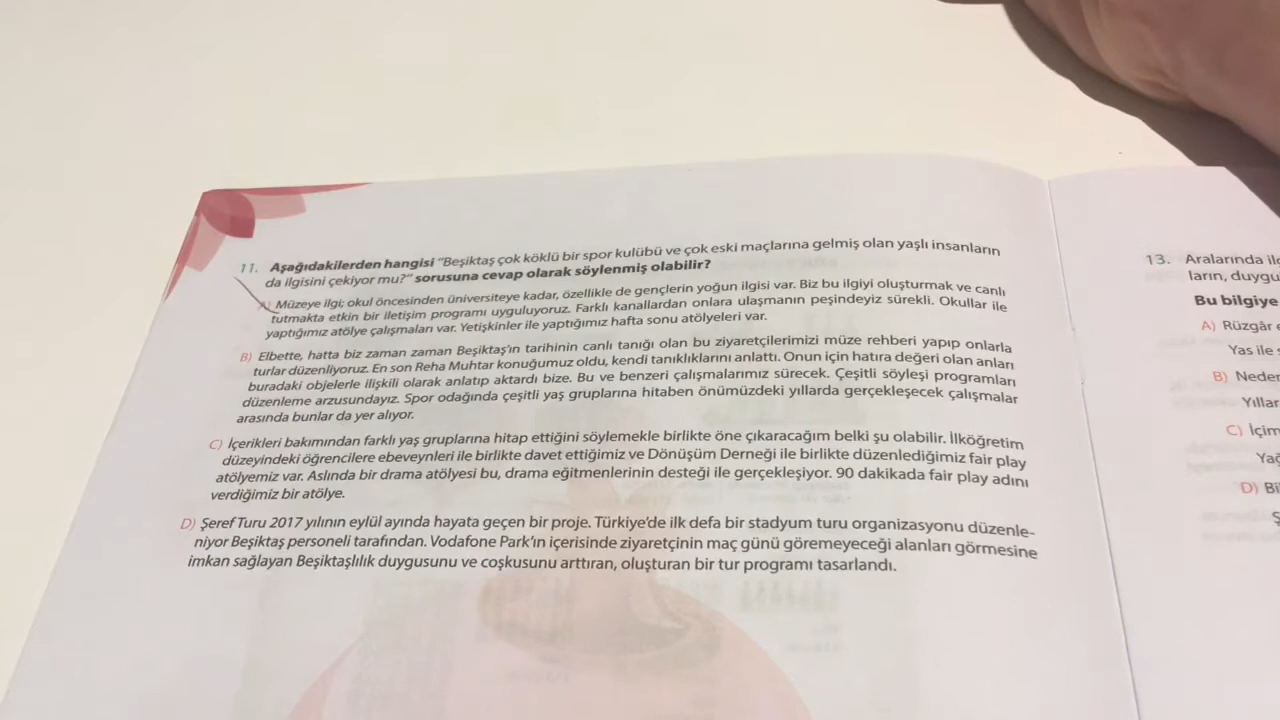 11. Aşağıdakilerden hangisi "Beşiktaş çok köklü bir spor kulübü ve çok eski maçlarına gelmiş olan yaşlı insanların
da ilgisini çekiyor mu?" sorusuna cevap olarak söylenmiş olabilir?
A) Müzeye ilgi; okul öncesinden üniversiteye kadar, özellikle de gençlerin yoğun ilgisi var. Biz bu ilgiyi oluşturmak ve canlı
tutmakta etkin bir iletişim programı uyguluyoruz. Farklı kanallardan onlara ulaşmanın peşindeyiz sürekli. Okullar ile
yaptığımız atölye çalışmaları var. Yetişkinler ile yaptığımız hafta sonu atölyeleri var.
B) Elbette, hatta biz zaman zaman Beşiktaş'ın tarihinin canlı tanığı olan bu ziyaretçilerimizi müze rehberi yapıp onlarla
turlar düzenliyoruz. En son Reha Muhtar konuğumuz oldu, kendi tanıklıklarını anlattı. Onun için hatıra değeri olan anları
buradaki objelerle ilişkili olarak anlatıp aktardı bize. Bu ve benzeri çalışmalarımız sürecek. Çeşitli söyleşi programları
düzenleme arzusundayız. Spor odağında çeşitli yaş gruplarına hitaben önümüzdeki yıllarda gerçekleşecek çalışmalar
arasında bunlar da yer alıyor.
C) İçerikleri bakımından farklı yaş gruplarına hitap ettiğini söylemekle birlikte öne çıkaracağım belki şu olabilir. İlköğretim
düzeyindeki öğrencilere ebeveynleri ile birlikte davet ettiğimiz ve Dönüşüm Derneği ile birlikte düzenlediğimiz fair play
atölyemiz var. Aslında bir drama atölyesi bu, drama eğitmenlerinin desteği ile gerçekleşiyor. 90 dakikada fair play adını
verdiğimiz bir atölye.
D) Şeref Turu 2017 yılının eylül ayında hayata geçen bir proje. Türkiye'de ilk defa bir stadyum turu organizasyonu düzenle-
niyor Beşiktaş personeli tarafından. Vodafone Park'ın içerisinde ziyaretçinin maç günü göremeyeceği alanları görmesine
imkan sağlayan Beşiktaşlılık duygusunu ve coşkusunu arttıran, oluşturan bir tur programı tasarlandı.
13. Aralarında
ların, duygu
Bu bilgiye
A) Rüzgâr
Yas ile
B) Neder
Yıllar
C) İçim
Yağ
D) Bi
Ş